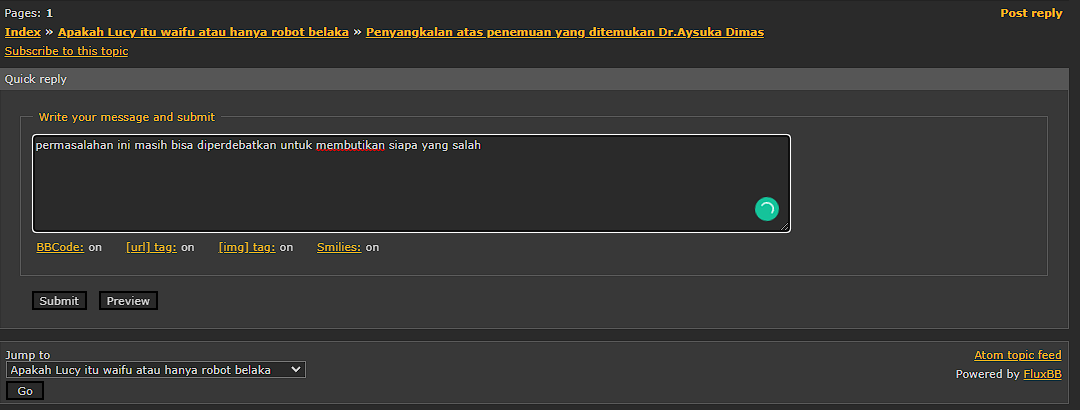 Pages: 1
Post reply
Index » Apakah Lucy itu waifu atau hanya robot belaka » Penyangkalan atas penemuan yang ditemukan Dr.Aysuka Dimas
Subscribe to this topic
Quick reply
Write your message and submit
permasalahan ini masih bisa diperdebatkan untuk membutikan siapa yang salah
BBCode: on [url] tag: on [img] tag: on Smilies: on
Submit Preview
Jump to
Apakah Lucy itu waifu atau hanya robot belaka
Go
Atom topic feed
Powered by FluxBB